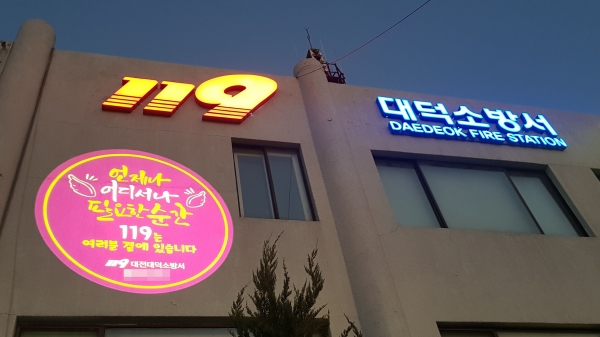 119
대덕소방서
DAEDEOK FIRE STATION
언제나
어디서나
필요한 순간
119는
여러분 곁에 있습니다
119 대전대덕소방서